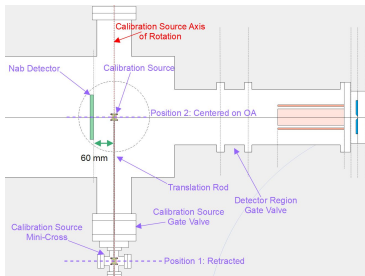 Calibration Source Axis
of Rotation
Nab Detector
Calibration Source
Position 2: Centered on OA
60 mm
Translation Rod
Detector Region
Gate Valve
Calibration Source
Gate Valve
Calibration Source
Mini-Cross
Position 1: Retracted